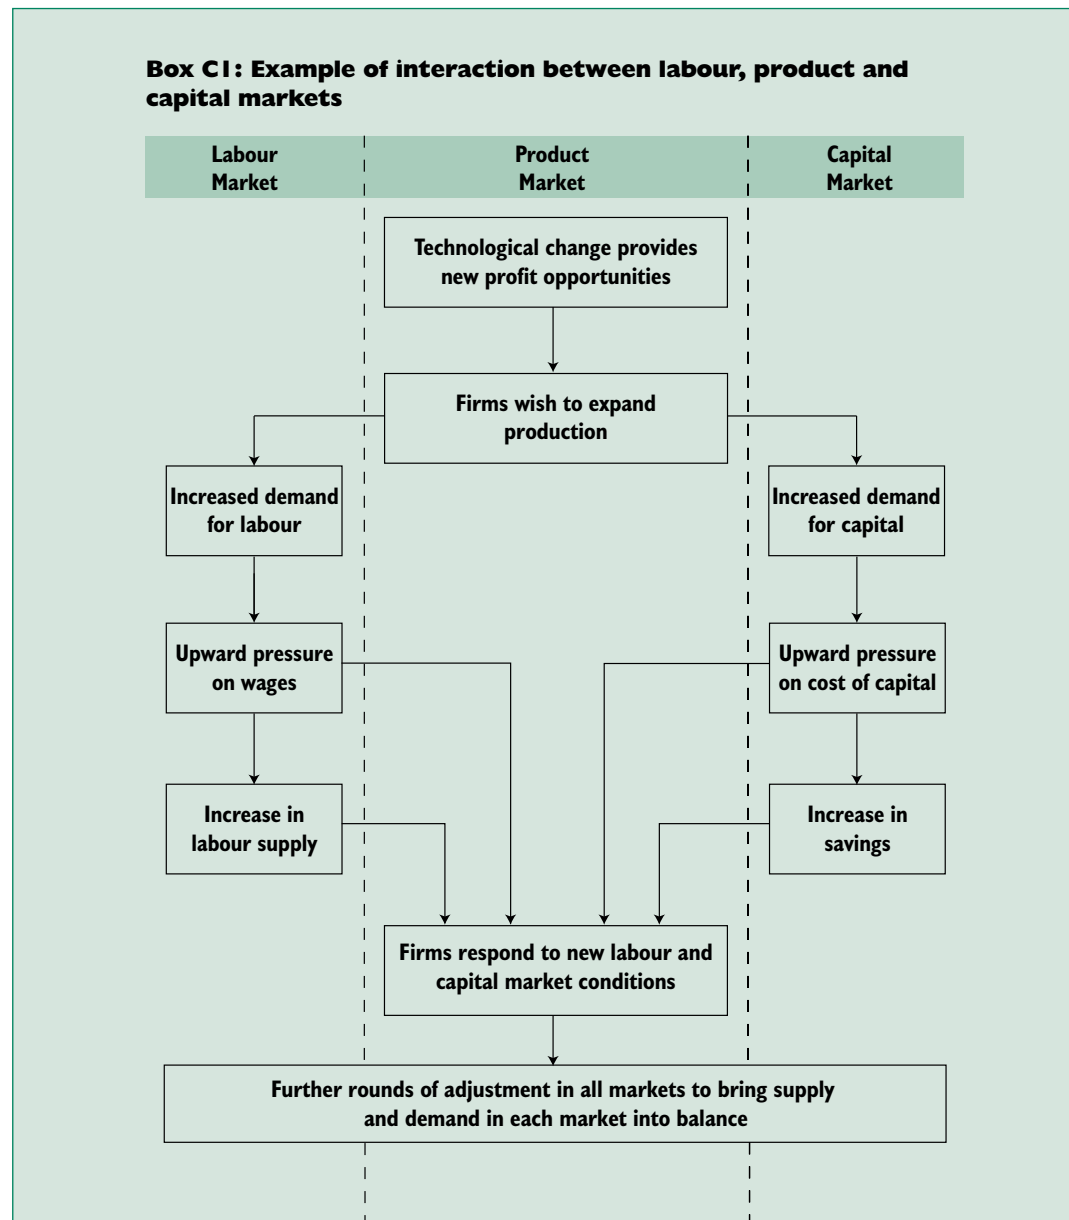 Box C1: Example of interaction between labour, product and
capital markets
Labour
Market
Product
Market
Capital
Market
Technological change provides
new profit opportunities
Firms wish to expand
production
Increased demand
for labour
Increased demand
for capital
Upward pressure
on wages
Upward pressure
on cost of capital
Increase in
labour supply
Increase in
savings
Firms respond to new labour and
capital market conditions
Further rounds of adjustment in all markets to bring supply
and demand in each market into balance